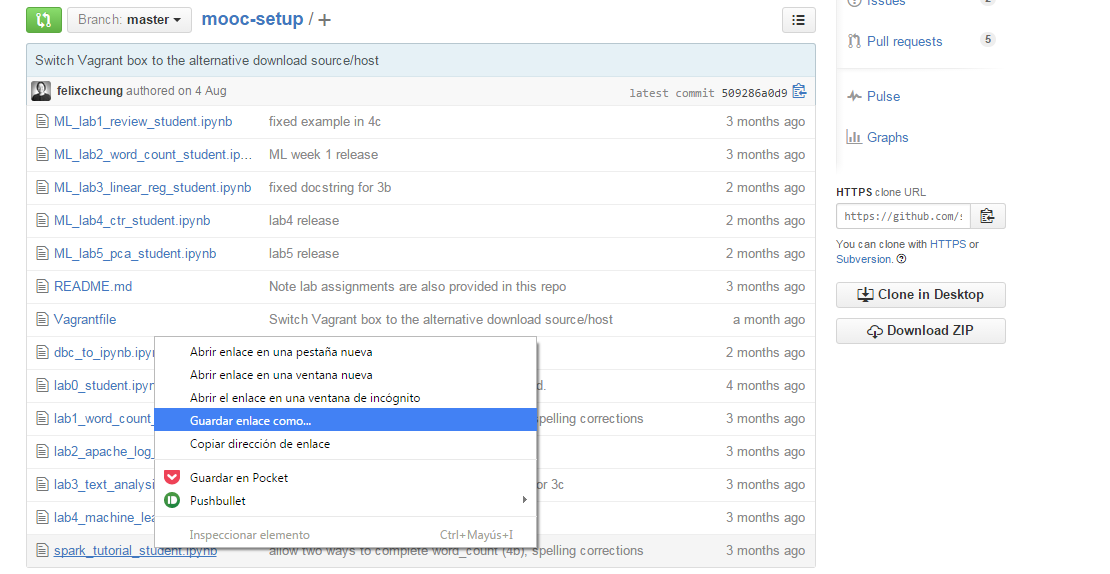 Branch: master
mooc-setup / +
Issues
2
Switch Vagrant box to the alternative download source/host
felixcheung authored on 4 Aug
latest commit 509286a0d9
ML_lab1_review_student.ipynb fixed example in 4c 3 months ago
ML_lab2_word_count_student.ip... ML week 1 release 3 months ago
ML_lab3_linear_reg_student.ipynb fixed docstring for 3b 2 months ago
ML_lab4_ctr_student.ipynb lab4 release 2 months ago
ML_lab5_pca_student.ipynb lab5 release 2 months ago
README.md Note lab assignments are also provided in this repo 3 months ago
Vagrantfile Switch Vagrant box to the alternative download source/host a month ago
dbc_to_ipynb.ipyn 2 months ago
lab0_student.ipyn d. 4 months ago
lab1_word_count_ spelling corrections 3 months ago
lab2_apache_log_ 3 months ago
lab3_text_analysi or 3c 3 months ago
lab4_machine_lea 3 months ago
spark_tutorial_student.ipynb allow two ways to complete word_count (4b), spelling corrections 3 months ago
Abrir enlace en una pestaña nueva
Abrir enlace en una ventana nueva
Abrir el enlace en una ventana de incógnito
Guardar enlace como...
Copiar dirección de enlace
Guardar en Pocket
Pushbullet
Inspeccionar elemento Ctrl+Mayús+I
Pull requests 5
Pulse
Graphs
HTTPS clone URL
https://github.com/
You can clone with HTTPS or
Subversion.
Clone in Desktop
Download ZIP